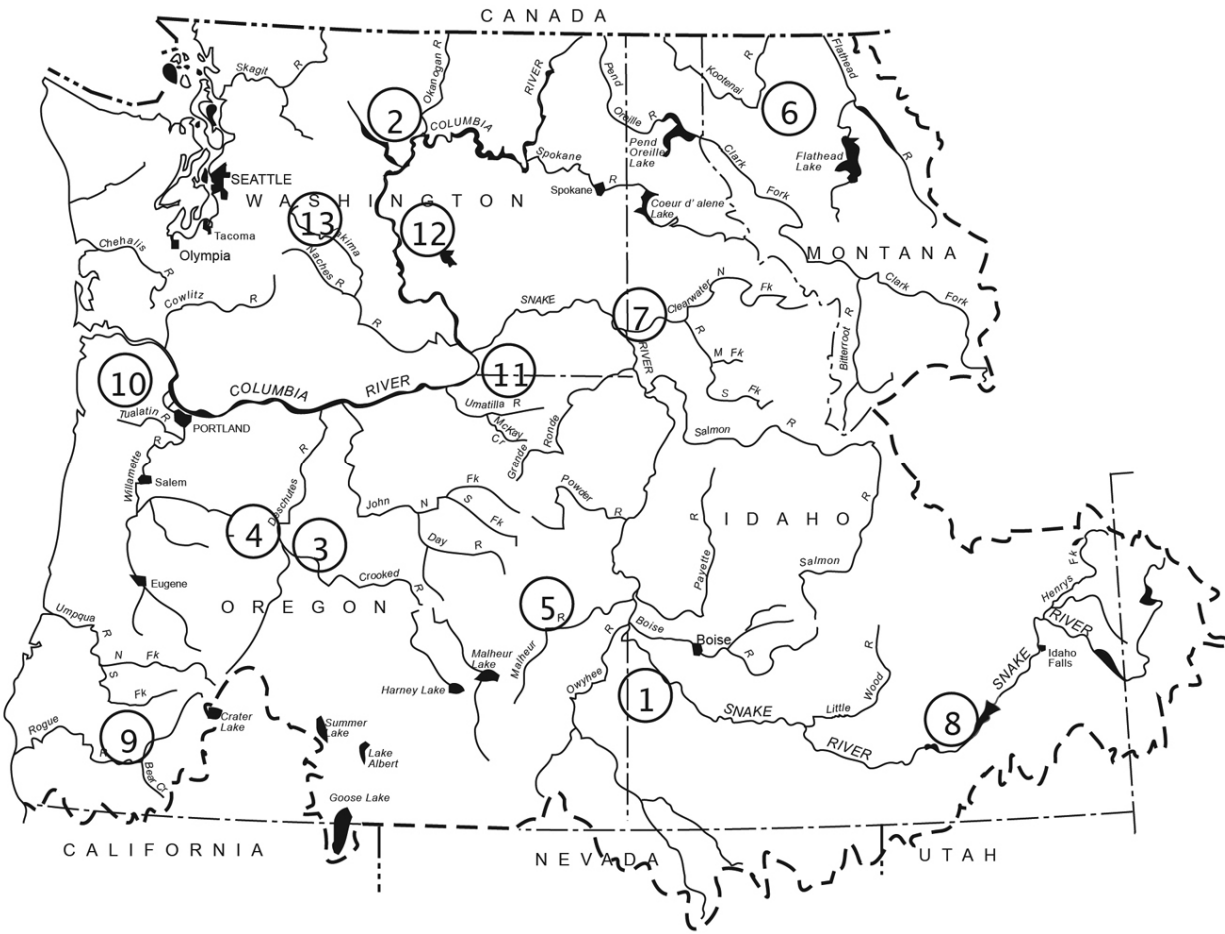 CANADA
Skagit
R
Okanogan R
RIVER
Pend
Oreille R
Kootenai
R
Flathead
R
2
COLUMBIA
6
Pend
Oreille
Lake
Clark
Fork
Flathead
Lake
Spokane
R
Spokane
Coeur d' alene
Lake
SEATTLE
WASHINGTON
Tacoma
Olympia
13
akima
R
Naches R
12
MONTANA
Chehalis
R
Cowlitz
R
SNAKE
RIVER
7
Clearwater
N
Fk
R
M Fk
S
Fk
Clark
Fork
Bitterroot
R
10
11
COLUMBIA
RIVER
Tualatin R
PORTLAND
Umatilla R
McKay
Cr
Grande
Ronde
Salmon
R
R
Willamette
Salem
Deschutes
R
4
3
John
N
Fk
S
Fk
Day
R
Powder
R
Payette
R
IDAHO
R
Salmon
Eugene
OREGON
Crooked
R
5
R
Malheur
Henrys
Fk
RIVER
SNAKE
Idaho
Falls
Umpqua
R
N
Fk
S
Fk
Malheur
Lake
Harney Lake
Owyhee
R
Boise
R
Boise
1
SNAKE
RIVER
Little
Wood
R
8
Rogue
R
9
Bear Cr
Crater
Lake
Summer
Lake
Lake
Albert
Goose Lake
CALIFORNIA
NEVADA
UTAH